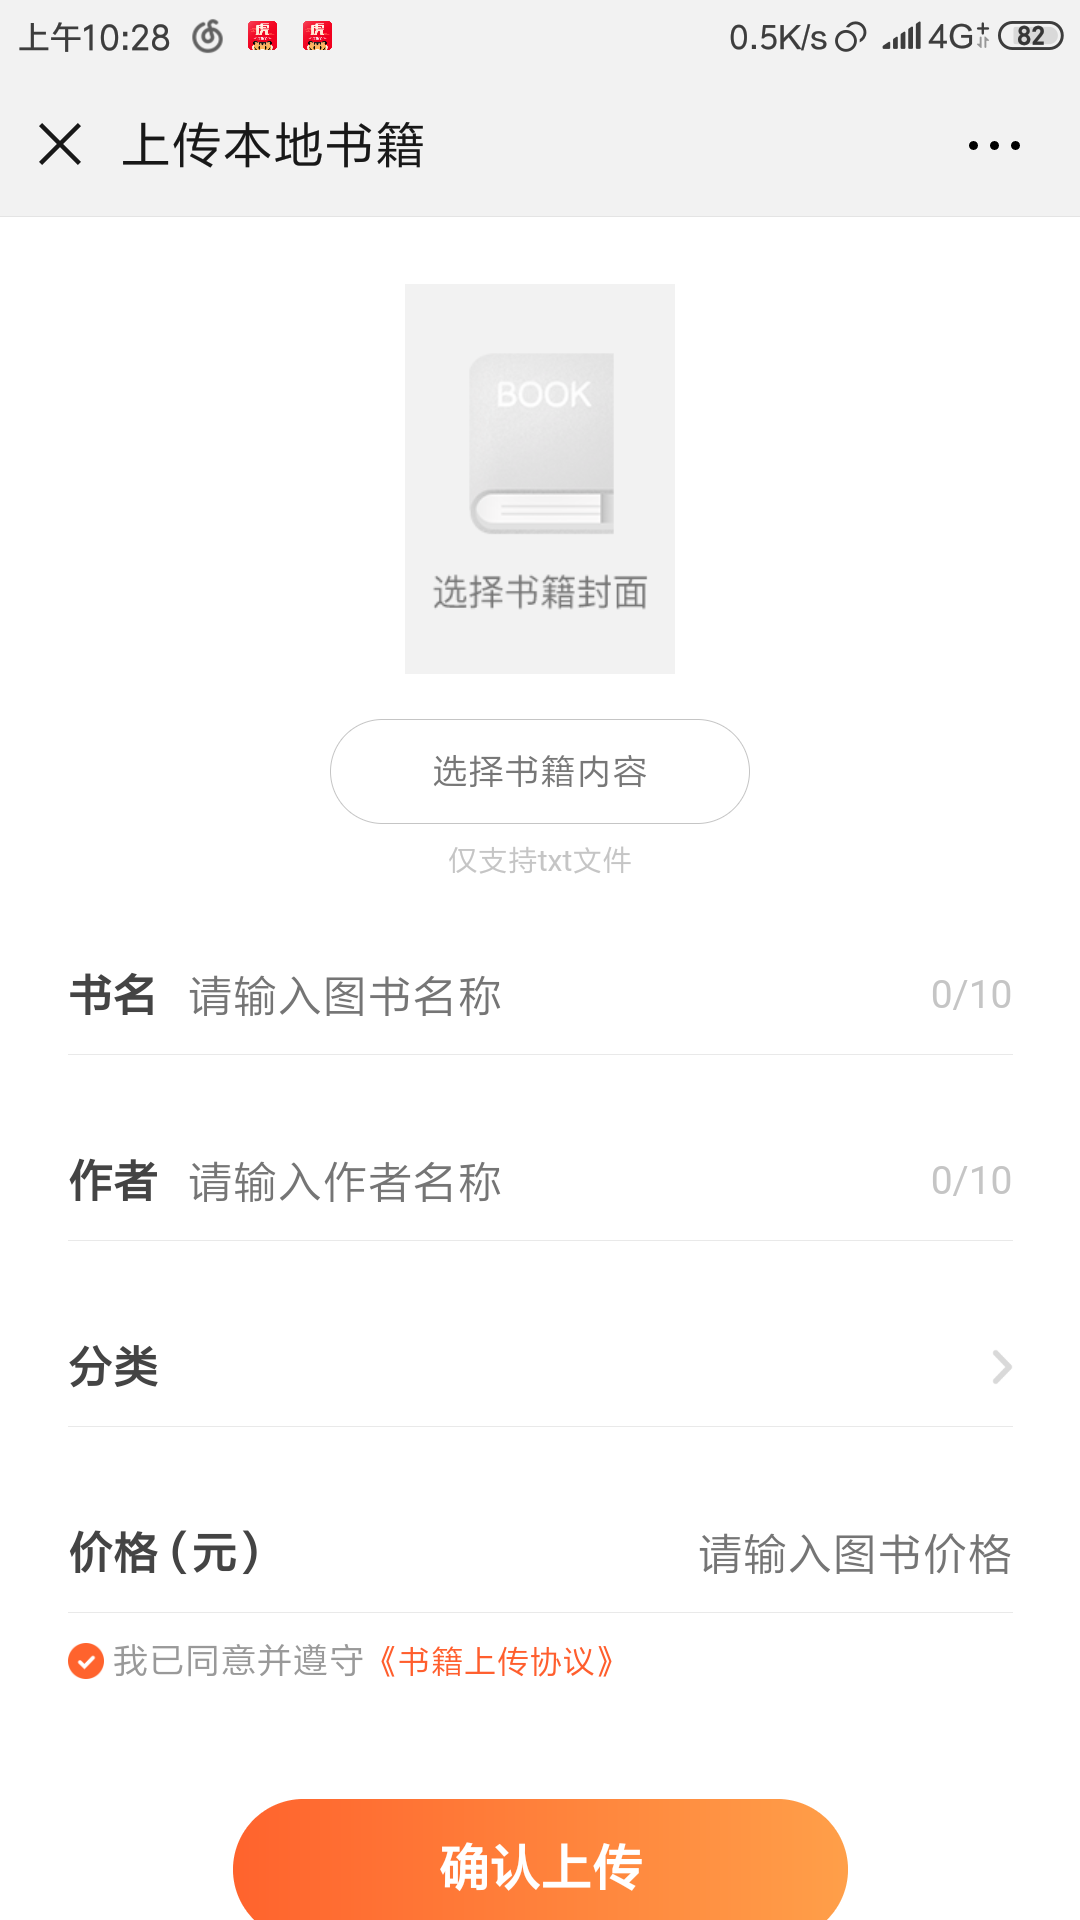 上午10:28 0.5K/s 4G+ 82
上传本地书籍
BOOK
选择书籍封面
选择书籍内容
仅支持txt文件
书名 请输入图书名称 0/10
作者 请输入作者名称 0/10
分类
价格(元) 请输入图书价格
我已同意并遵守《书籍上传协议》
确认上传